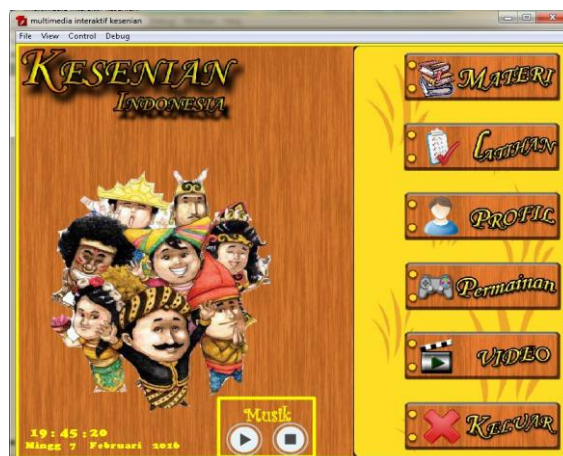 multimedia interaktif kesenian
File View Control Debug
KESENIAN
INDONESIA
MATERI
LATIHAN
PROFIL
Permainan
VIDEO
KELUAR
Musik
19:45:20
Mingg 7 Februari 2016